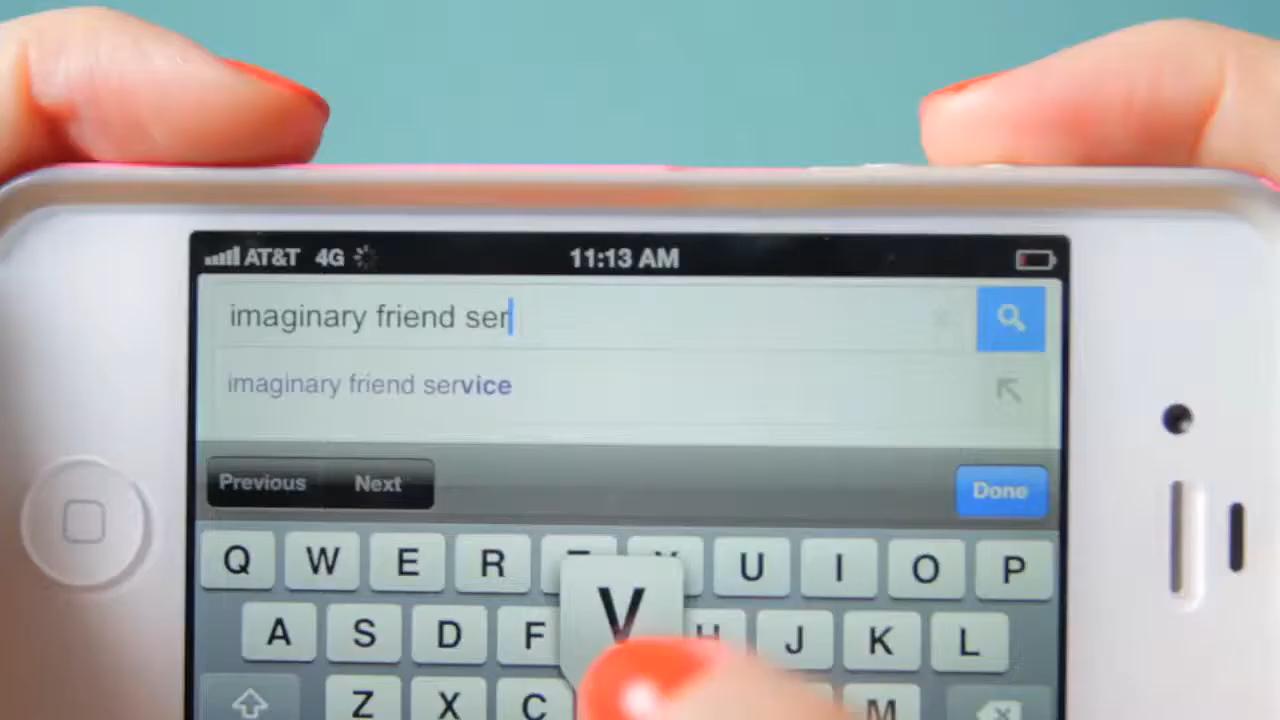 AT&T 4G 11:13 AM
imaginary friend ser
imaginary friend service
Previous Next Done
Q W E R U I O P
V
A S D F H J K L
Z X C M